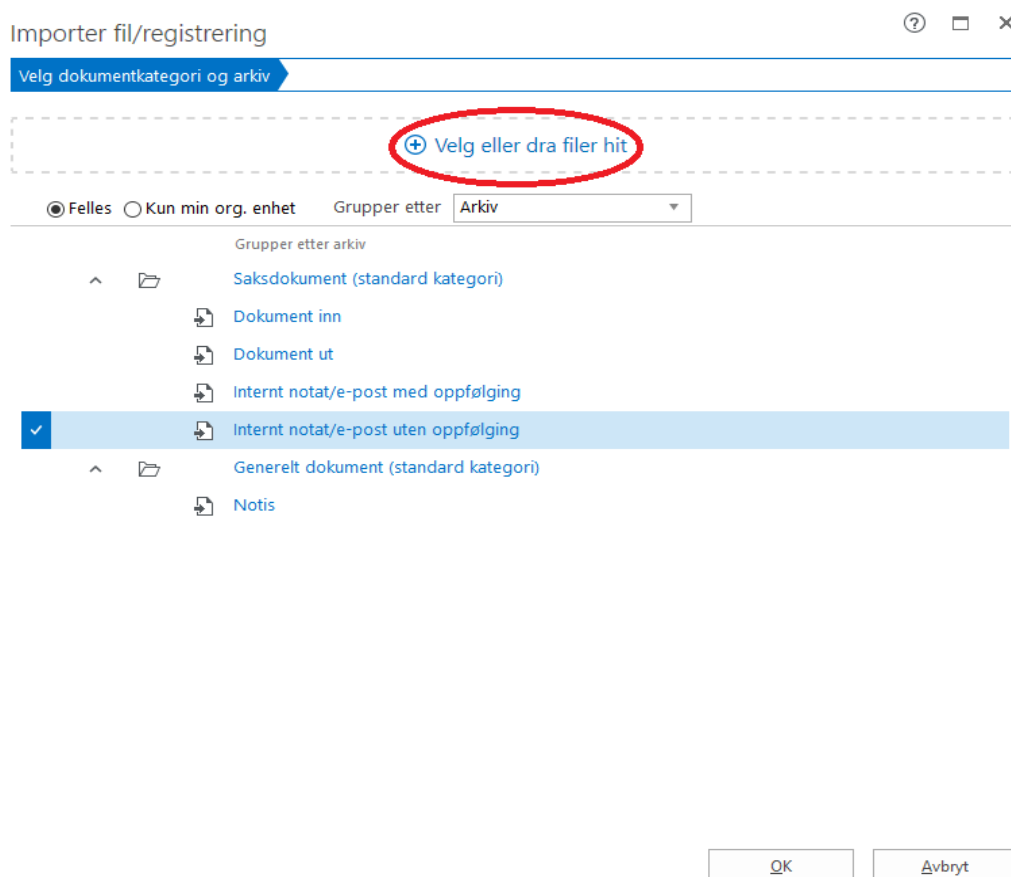 Importer fil/registrering
Velg dokumentkategori og arkiv
Velg eller dra filer hit
Felles Kun min org. enhet Grupper etter Arkiv
Grupper etter arkiv
Saksdokument (standard kategori)
Dokument inn
Dokument ut
Internt notat/e-post med oppfølging
Internt notat/e-post uten oppfølging
Generelt dokument (standard kategori)
Notis
OK Avbryt